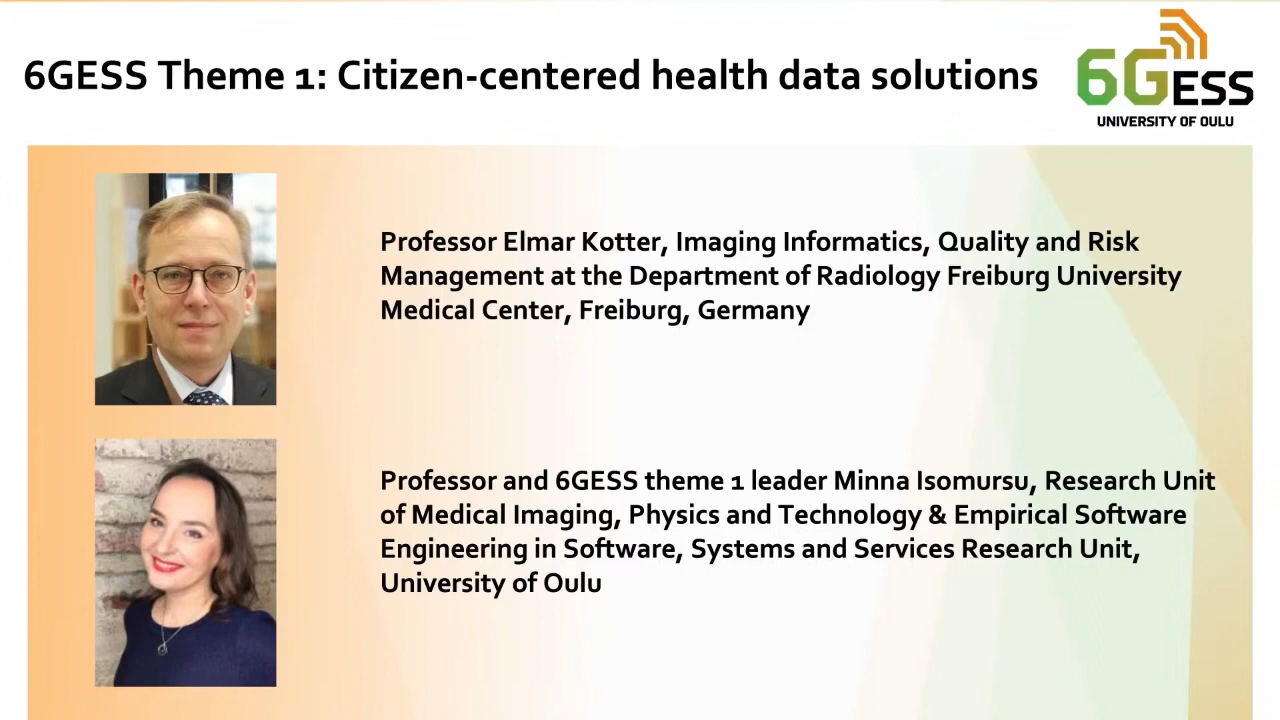 6GESS Theme 1: Citizen-centered health data solutions
6GESS
UNIVERSITY OF OULU
Professor Elmar Kotter, Imaging Informatics, Quality and Risk
Management at the Department of Radiology Freiburg University
Medical Center, Freiburg, Germany
Professor and 6GESS theme 1 leader Minna Isomursu, Research Unit
of Medical Imaging, Physics and Technology & Empirical Software
Engineering in Software, Systems and Services Research Unit,
University of Oulu